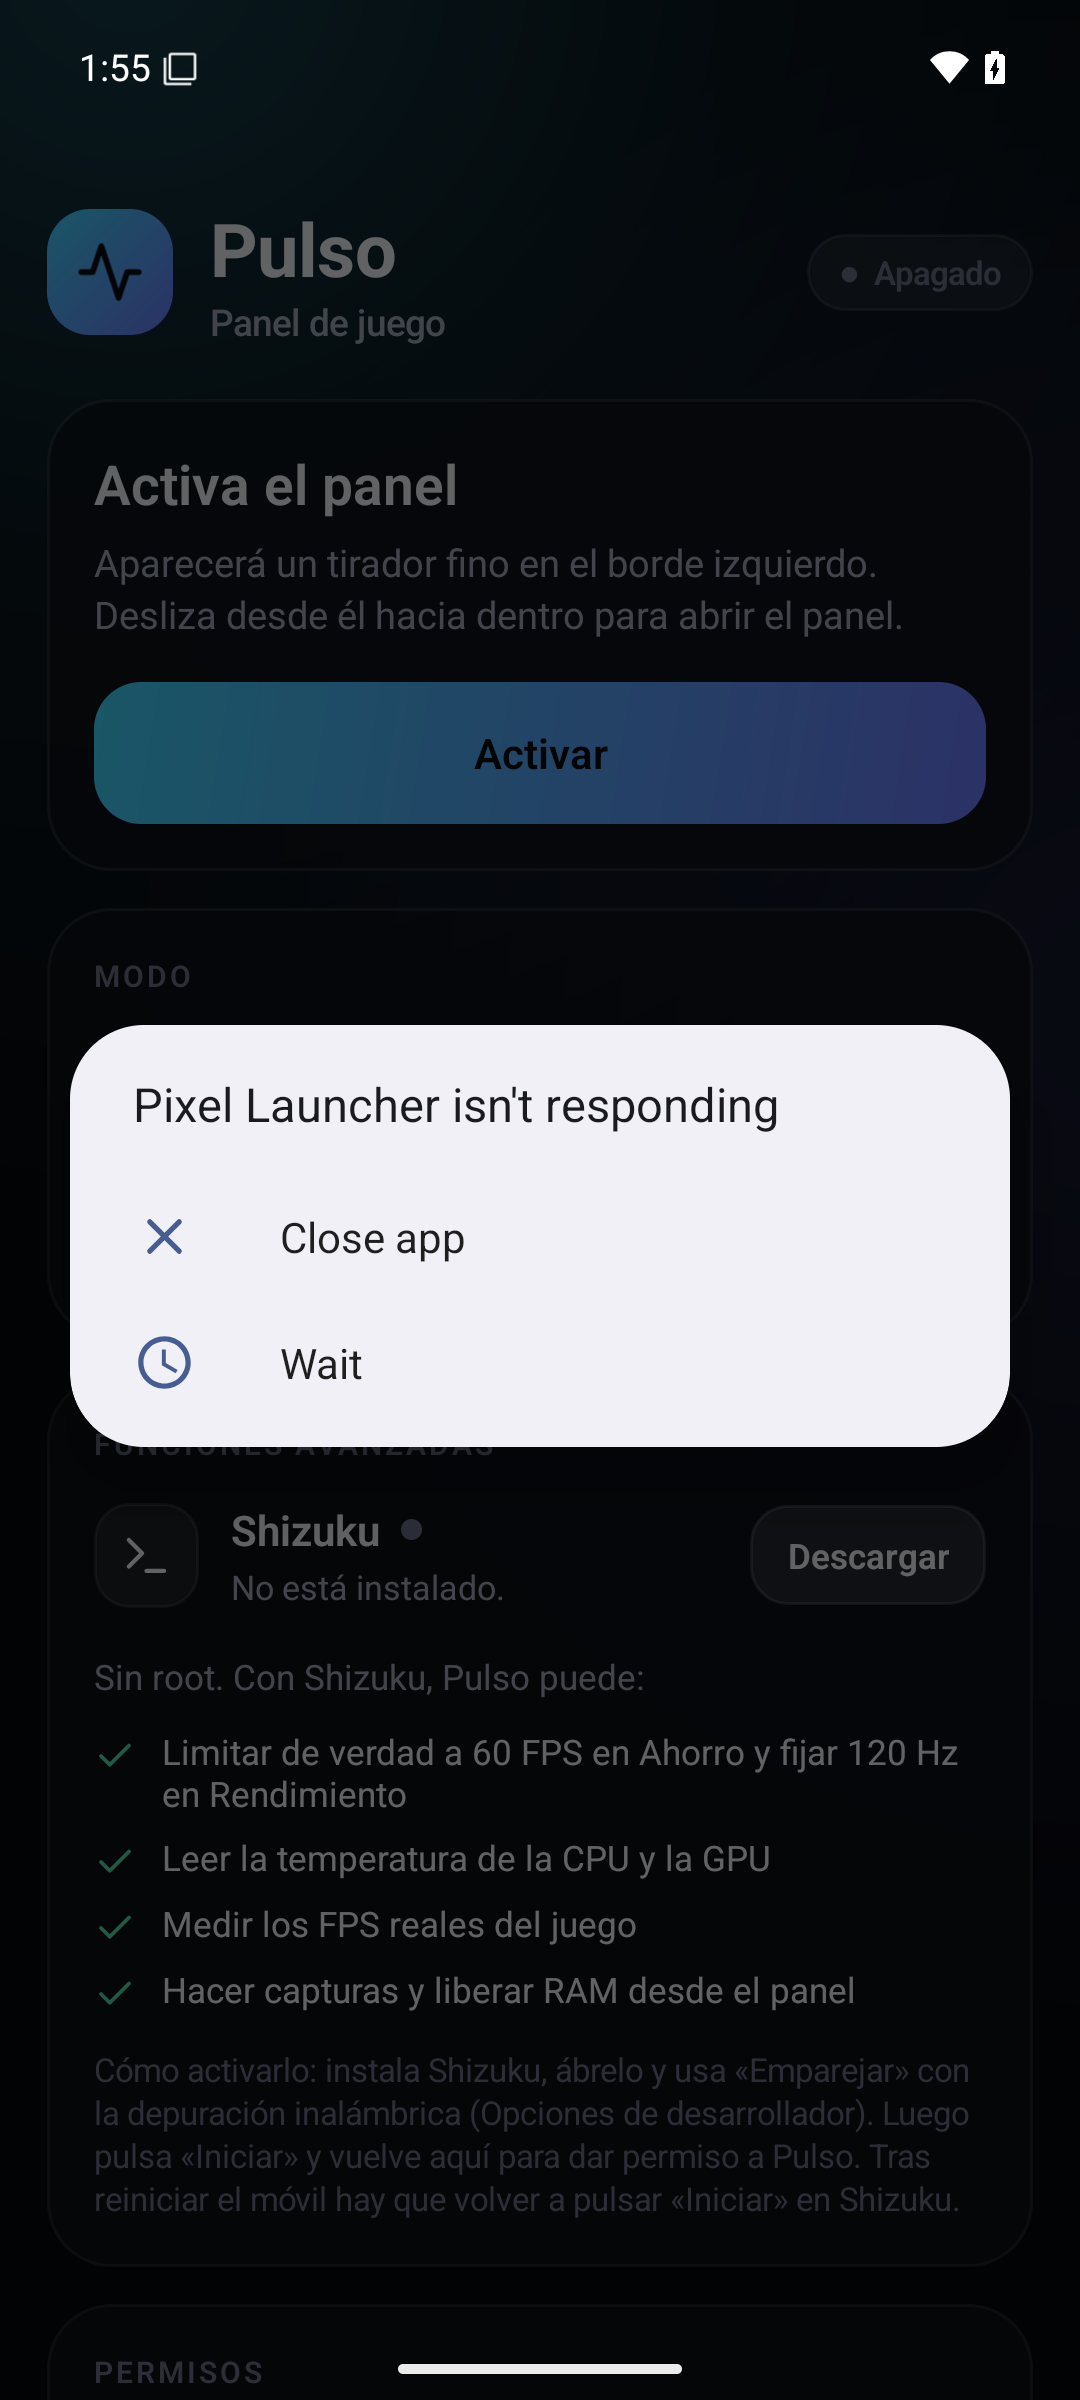 1:55
Pulso
Panel de juego
Apagado
Activa el panel
Aparecerá un tirador fino en el borde izquierdo.
Desliza desde él hacia dentro para abrir el panel.
Activar
MODO
Pixel Launcher isn't responding
Close app
Wait
FUNCIONES AVANZADAS
Shizuku
No está instalado.
Descargar
Sin root. Con Shizuku, Pulso puede:
Limitar de verdad a 60 FPS en Ahorro y fijar 120 Hz
en Rendimiento
Leer la temperatura de la CPU y la GPU
Medir los FPS reales del juego
Hacer capturas y liberar RAM desde el panel
Cómo activarlo: instala Shizuku, ábrelo y usa «Emparejar» con
la depuración inalámbrica (Opciones de desarrollador). Luego
pulsa «Iniciar» y vuelve aquí para dar permiso a Pulso. Tras
reiniciar el móvil hay que volver a pulsar «Iniciar» en Shizuku.
PERMISOS